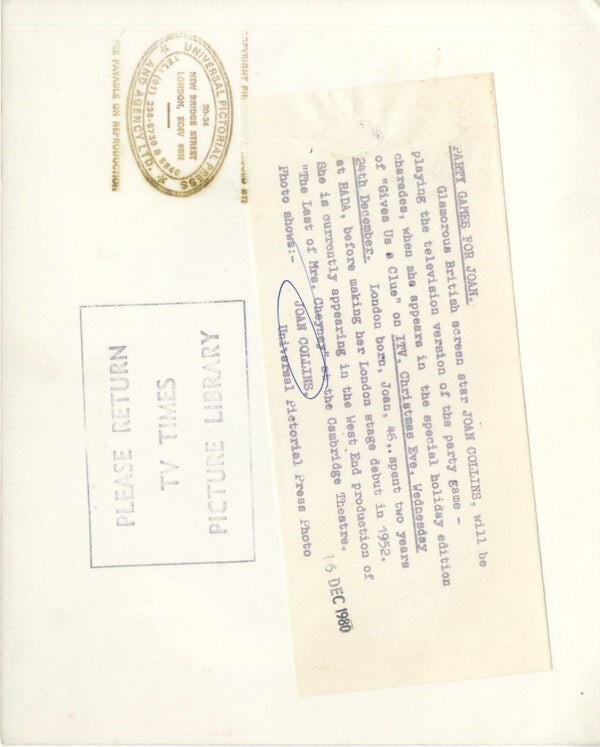 PARTY GAMES FOR JOAN.
Glamorous British screen star JOAN COLLINS, will be
playing the television version of the party game -
charades, when she appears in the special holiday edition
of "Gives Us a Clue" on ITV, Christmas Eve, Wednesday
24th December. London born, Joan, 46, spent two years
at RADA, before making her London stage debut in 1952.
She is currently appearing in the West End production of
"The Last of Mrs. Cheyney" at the Cambridge Theatre.
Photo shows:- JOAN COLLINS
Universal Pictorial Press Photo
16 DEC 1980
COPYRIGHT
UNIVERSAL PICTORIAL PRESS
AND AGENCY LTD.
20-34
NEW BRIDGE STREET
LONDON, EC4V 6BN
TEL. (01)
PAYABLE ON REPRODUCTION
PLEASE RETURN
TV TIMES
PICTURE LIBRARY